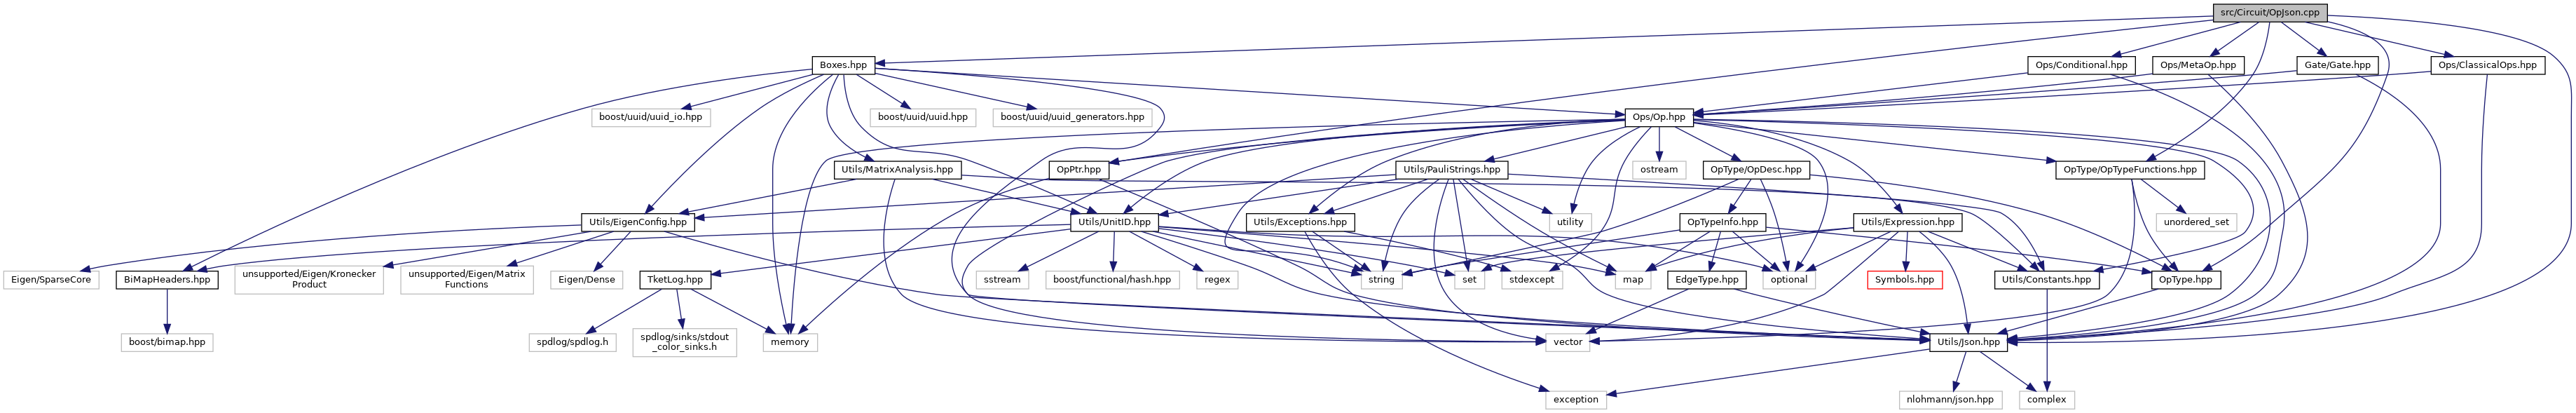 src/Circuit/OpJson.cpp
Boxes.hpp
Ops/Conditional.hpp
Ops/MetaOp.hpp
Gate/Gate.hpp
Ops/ClassicalOps.hpp
boost/uuid/uuid_io.hpp
boost/uuid/uuid.hpp
boost/uuid/uuid_generators.hpp
Ops/Op.hpp
Utils/MatrixAnalysis.hpp
OpPtr.hpp
Utils/PauliStrings.hpp
ostream
OpType/OpDesc.hpp
OpType/OpTypeFunctions.hpp
Utils/EigenConfig.hpp
Utils/UnitID.hpp
Utils/Exceptions.hpp
utility
OpTypeInfo.hpp
Utils/Expression.hpp
unordered_set
Eigen/SparseCore
BiMapHeaders.hpp
unsupported/Eigen/Kronecker
Product
unsupported/Eigen/Matrix
Functions
Eigen/Dense
TketLog.hpp
sstream
boost/functional/hash.hpp
regex
string
set
stdexcept
map
EdgeType.hpp
optional
Symbols.hpp
Utils/Constants.hpp
OpType.hpp
boost/bimap.hpp
spdlog/spdlog.h
spdlog/sinks/stdout
_color_sinks.h
memory
vector
Utils/Json.hpp
exception
nlohmann/json.hpp
complex